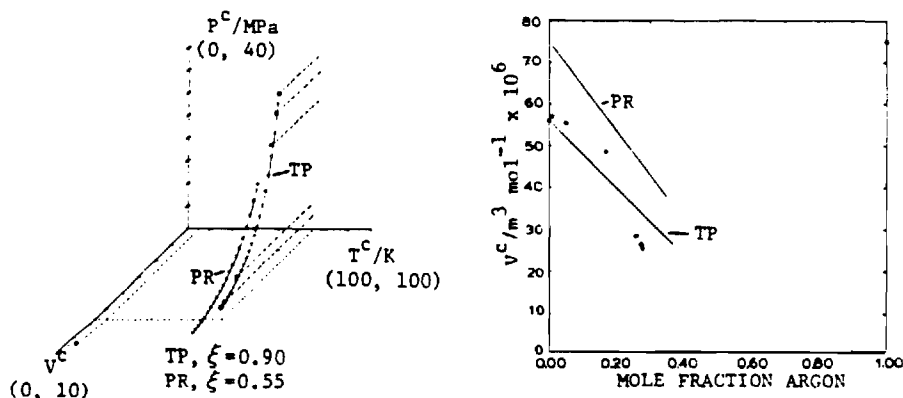 P^c/MPa
(0, 40)
TP
T^c/K
(100, 100)
PR
V^c
(0, 10)
TP, ξ=0.90
PR, ξ=0.55
V^c/m^3 mol^-1 x 10^6
80
70
60
50
40
30
20
0
PR
TP
0.00
0.20
0.40
0.60
0.80
1.00
MOLE FRACTION ARGON